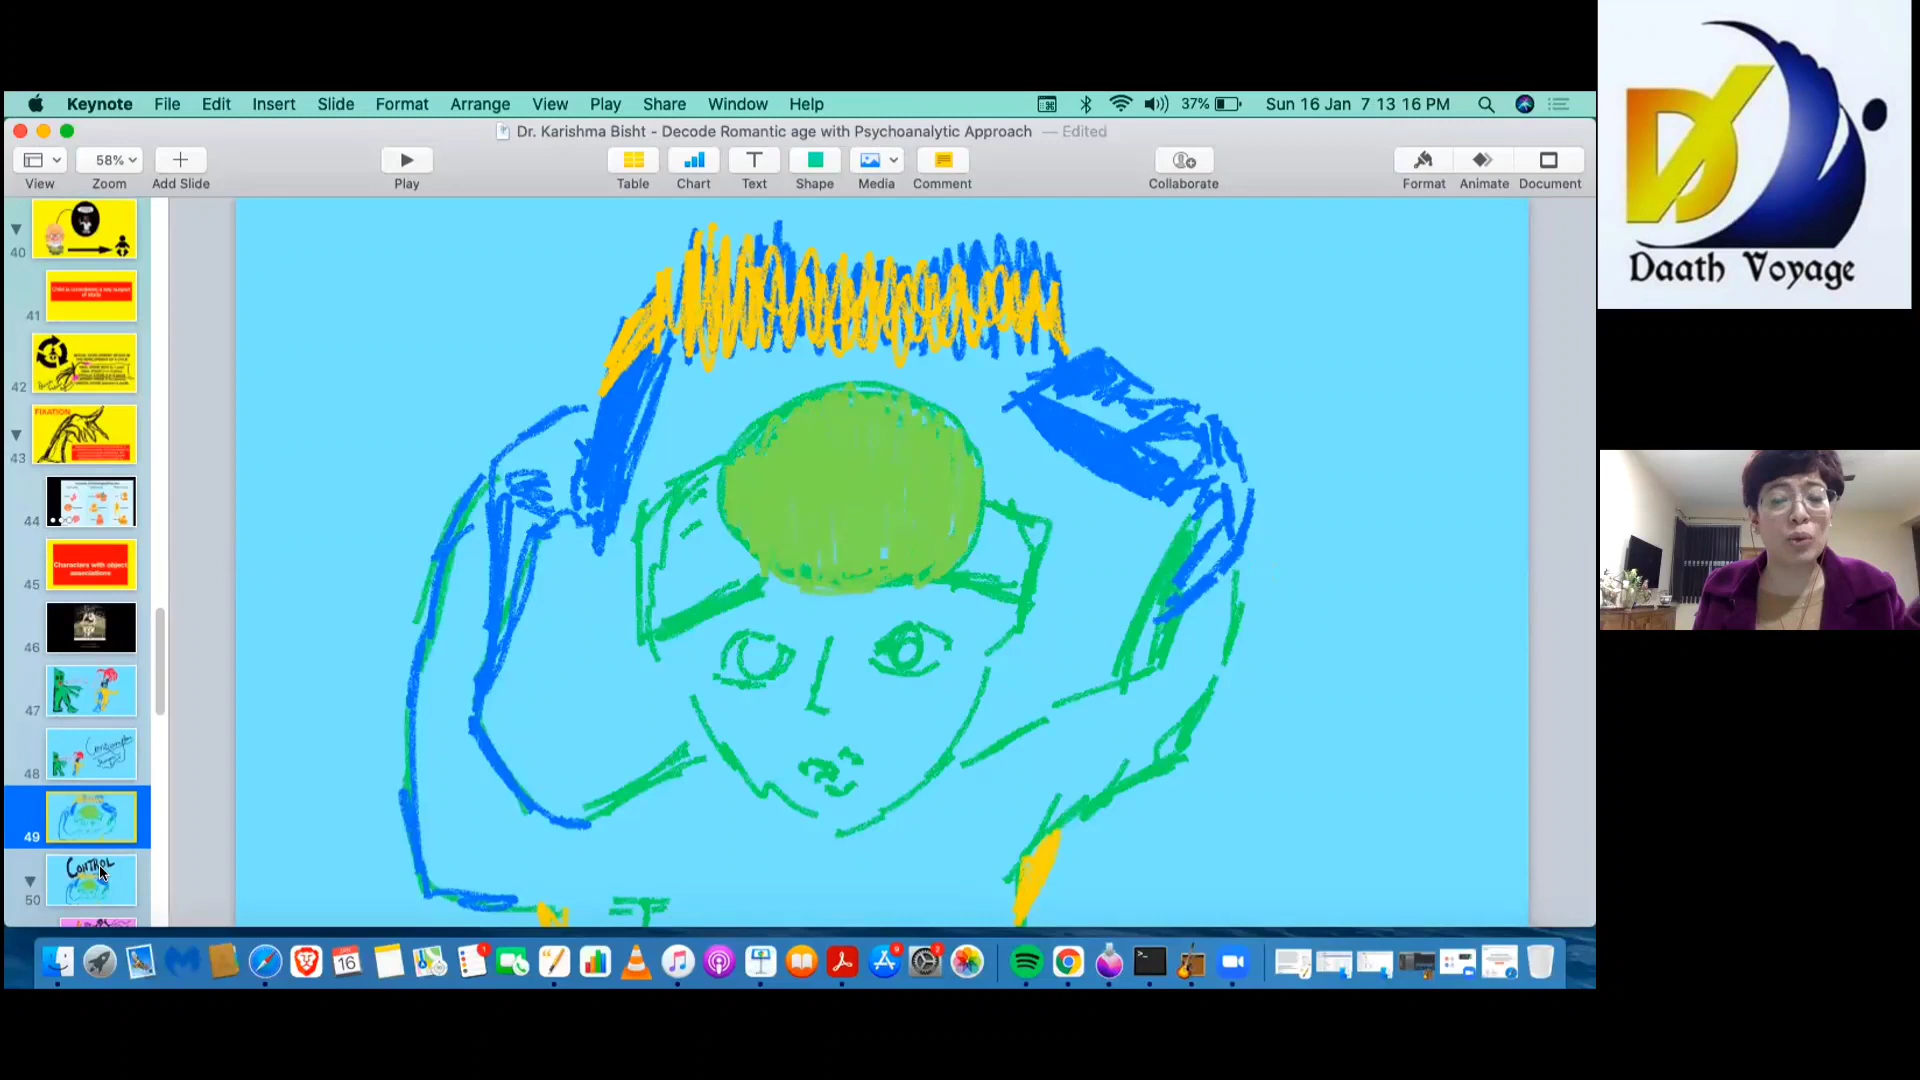 Keynote File Edit Insert Slide Format Arrange View Play Share Window Help 37% Sun 16 Jan 7 13 16 PM
Dr. Karishma Bisht - Decode Romantic age with Psychoanalytic Approach — Edited
58%
View Zoom Add Slide Play Table Chart Text Shape Media Comment Collaborate Format Animate Document
40
41
42
FIXATION
43
44
Characters with object associations
45
46
47
48
49
CONTROL
50
JAN
16
Daath Voyage